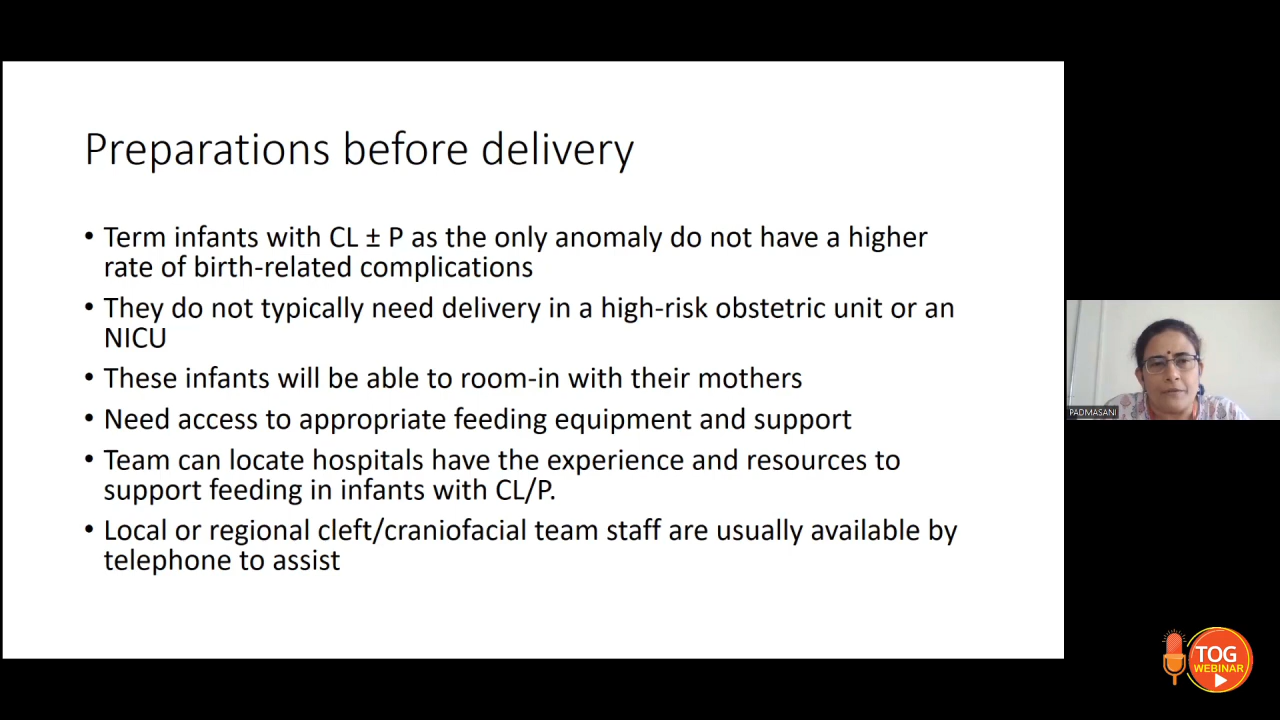 Preparations before delivery
• Term infants with CL ± P as the only anomaly do not have a higher
rate of birth-related complications
• They do not typically need delivery in a high-risk obstetric unit or an
NICU
• These infants will be able to room-in with their mothers
• Need access to appropriate feeding equipment and support
• Team can locate hospitals have the experience and resources to
support feeding in infants with CL/P.
• Local or regional cleft/craniofacial team staff are usually available by
telephone to assist
PADMASANI
TOG
WEBINAR